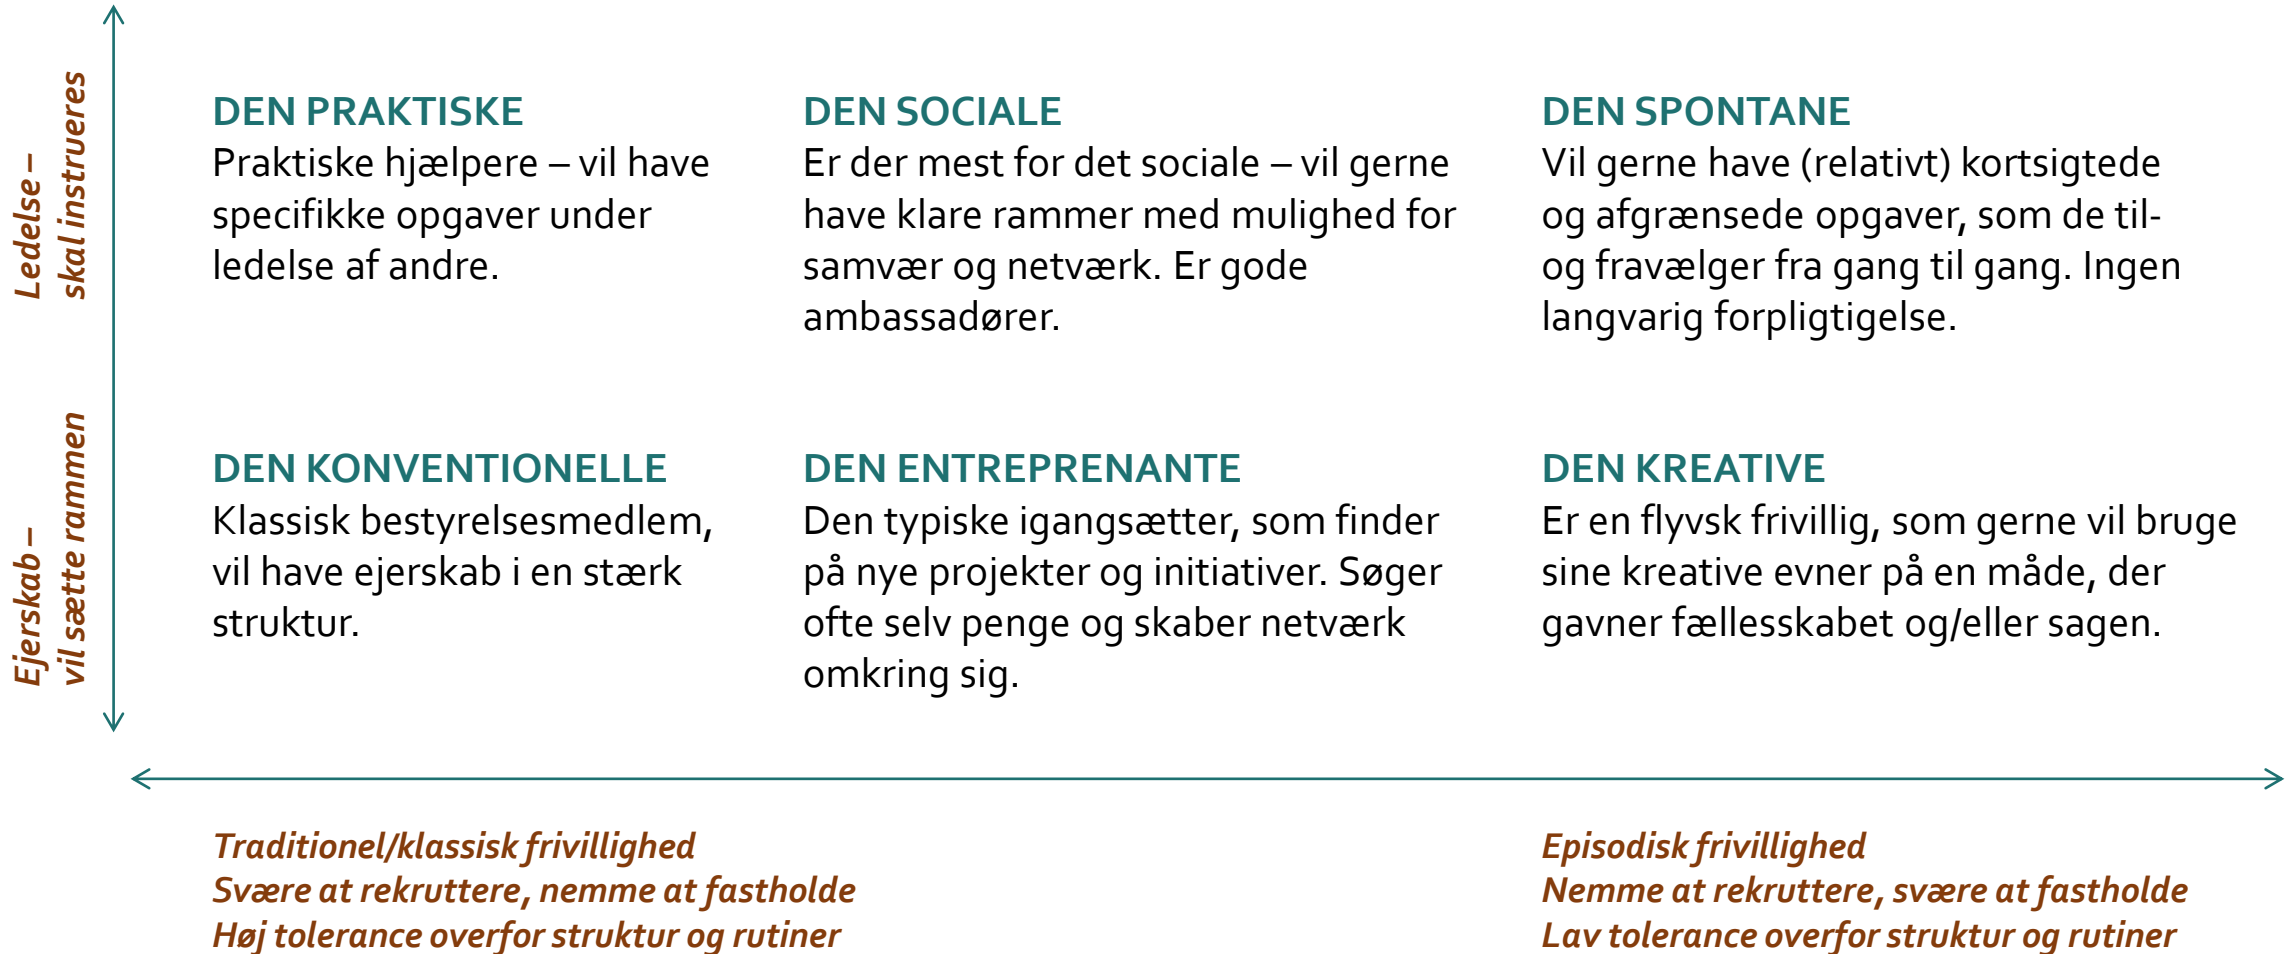 Ledelse –
skal instrueres
DEN PRAKTISKE
Praktiske hjælpere – vil have
specifikke opgaver under
ledelse af andre.
DEN SOCIALE
Er der mest for det sociale – vil gerne
have klare rammer med mulighed for
samvær og netværk. Er gode
ambassadører.
DEN SPONTANE
Vil gerne have (relativt) kortsigtede
og afgrænsede opgaver, som de til-
og fravælger fra gang til gang. Ingen
langvarig forpligtigelse.
Ejerskab –
vil sætte rammen
DEN KONVENTIONELLE
Klassisk bestyrelsesmedlem,
vil have ejerskab i en stærk
struktur.
DEN ENTREPRENANTE
Den typiske igangsætter, som finder
på nye projekter og initiativer. Søger
ofte selv penge og skaber netværk
omkring sig.
DEN KREATIVE
Er en flyvsk frivillig, som gerne vil bruge
sine kreative evner på en måde, der
gavner fællesskabet og/eller sagen.
Traditionel/klassisk frivillighed
Svære at rekruttere, nemme at fastholde
Høj tolerance overfor struktur og rutiner
Episodisk frivillighed
Nemme at rekruttere, svære at fastholde
Lav tolerance overfor struktur og rutiner